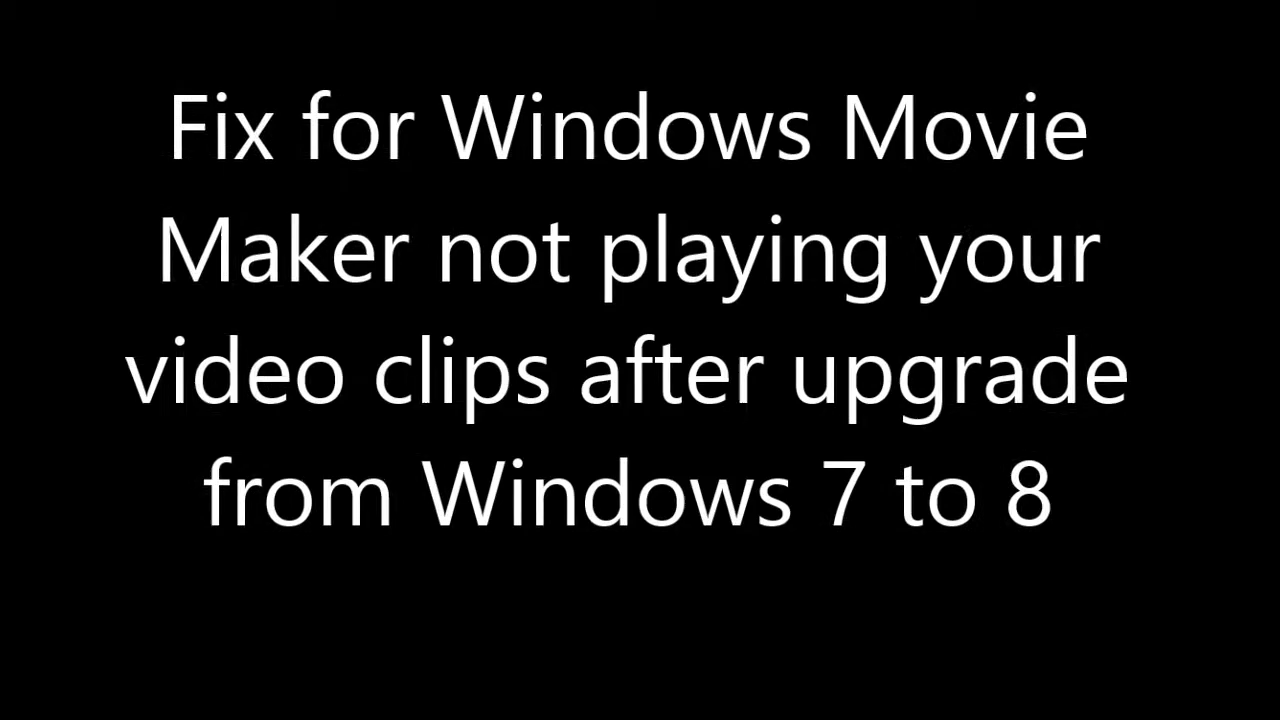 Fix for Windows Movie
Maker not playing your
video clips after upgrade
from Windows 7 to 8